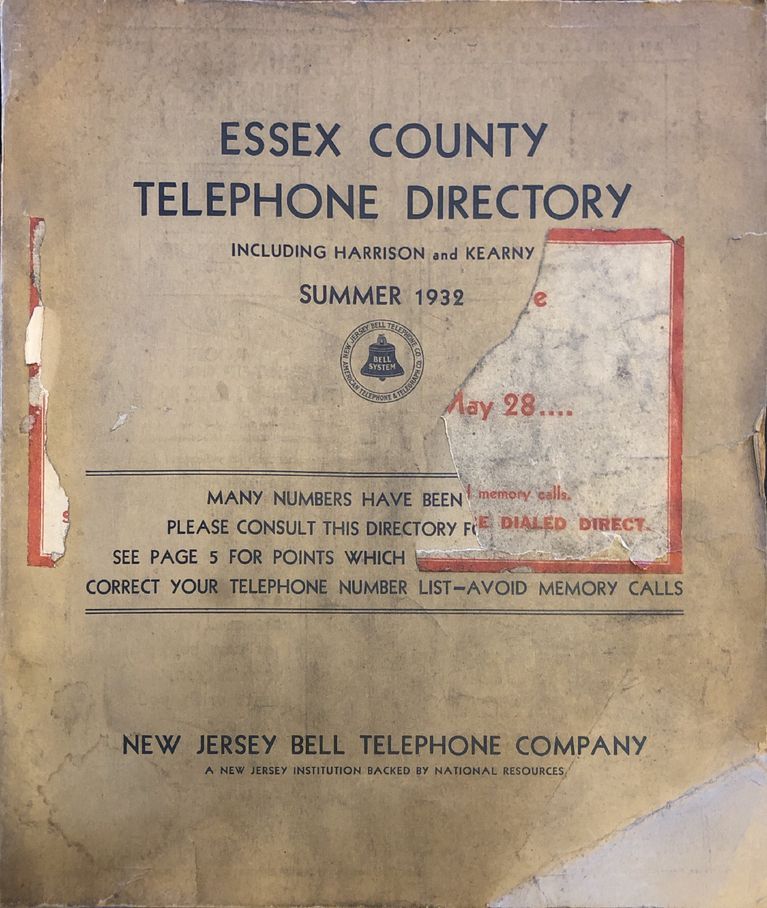 ESSEX COUNTY
TELEPHONE DIRECTORY
INCLUDING HARRISON and KEARNY
SUMMER 1932
e
NEW JERSEY BELL TELEPHONE CO.
AMERICAN TELEPHONE & TELEGRAPH CO.
BELL
SYSTEM
May 28....
MANY NUMBERS HAVE BEEN
memory calls.
PLEASE CONSULT THIS DIRECTORY F
E DIALED DIRECT.
SEE PAGE 5 FOR POINTS WHICH
CORRECT YOUR TELEPHONE NUMBER LIST—AVOID MEMORY CALLS
NEW JERSEY BELL TELEPHONE COMPANY
A NEW JERSEY INSTITUTION BACKED BY NATIONAL RESOURCES